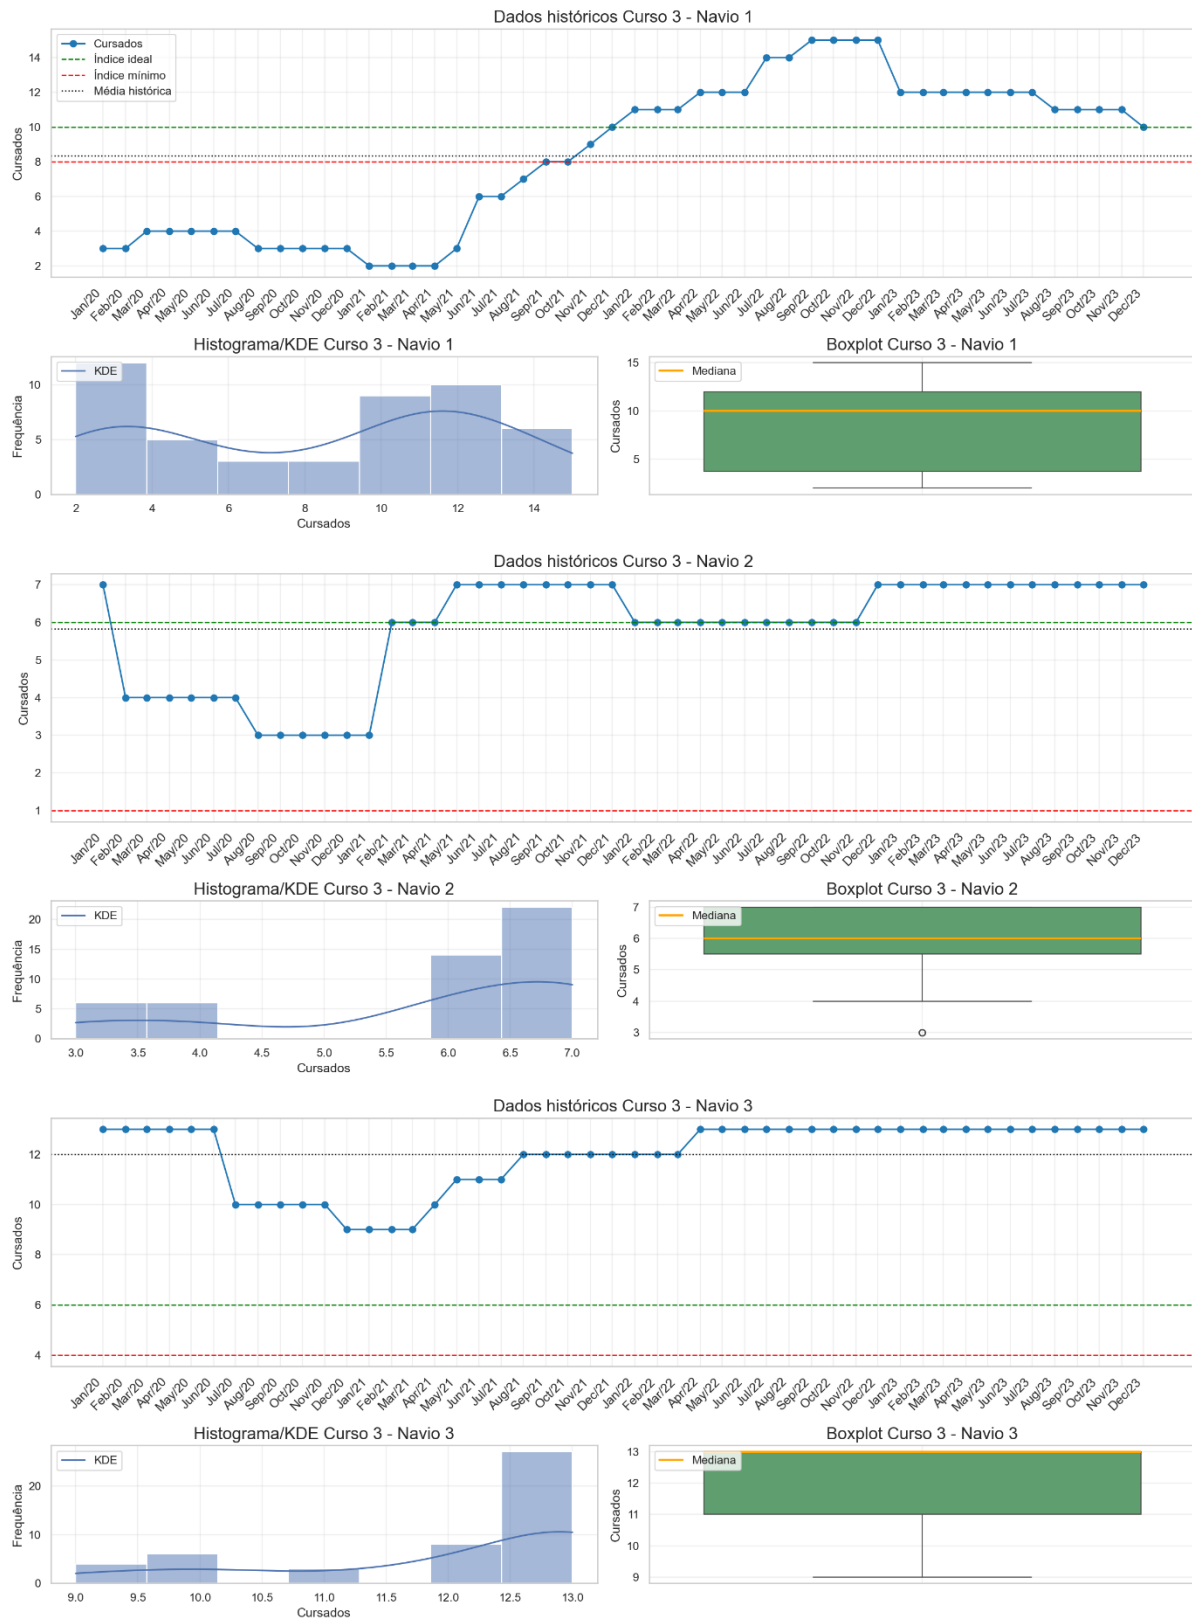 Dados históricos Curso 3 - Navio 1
Cursados
Índice ideal
Índice mínimo
Média histórica
Cursados
14
12
10
8
6
4
2
Jan/20 Feb/20 Mar/20 Apr/20 May/20 Jun/20 Jul/20 Aug/20 Sep/20 Oct/20 Nov/20 Dec/20 Jan/21 Feb/21 Mar/21 Apr/21 May/21 Jun/21 Jul/21 Aug/21 Sep/21 Oct/21 Nov/21 Dec/21 Jan/22 Feb/22 Mar/22 Apr/22 May/22 Jun/22 Jul/22 Aug/22 Sep/22 Oct/22 Nov/22 Dec/22 Jan/23 Feb/23 Mar/23 Apr/23 May/23 Jun/23 Jul/23 Aug/23 Sep/23 Oct/23 Nov/23 Dec/23
Histograma/KDE Curso 3 - Navio 1
KDE
Frequência
10
5
0
2 4 6 8 10 12 14
Cursados
Boxplot Curso 3 - Navio 1
Mediana
Cursados
15
10
5
Dados históricos Curso 3 - Navio 2
Cursados
7
6
5
4
3
2
1
Jan/20 Feb/20 Mar/20 Apr/20 May/20 Jun/20 Jul/20 Aug/20 Sep/20 Oct/20 Nov/20 Dec/20 Jan/21 Feb/21 Mar/21 Apr/21 May/21 Jun/21 Jul/21 Aug/21 Sep/21 Oct/21 Nov/21 Dec/21 Jan/22 Feb/22 Mar/22 Apr/22 May/22 Jun/22 Jul/22 Aug/22 Sep/22 Oct/22 Nov/22 Dec/22 Jan/23 Feb/23 Mar/23 Apr/23 May/23 Jun/23 Jul/23 Aug/23 Sep/23 Oct/23 Nov/23 Dec/23
Histograma/KDE Curso 3 - Navio 2
KDE
Frequência
20
15
10
5
0
3.0 3.5 4.0 4.5 5.0 5.5 6.0 6.5 7.0
Cursados
Boxplot Curso 3 - Navio 2
Mediana
Cursados
7
6
5
4
3
Dados históricos Curso 3 - Navio 3
Cursados
12
10
8
6
4
Jan/20 Feb/20 Mar/20 Apr/20 May/20 Jun/20 Jul/20 Aug/20 Sep/20 Oct/20 Nov/20 Dec/20 Jan/21 Feb/21 Mar/21 Apr/21 May/21 Jun/21 Jul/21 Aug/21 Sep/21 Oct/21 Nov/21 Dec/21 Jan/22 Feb/22 Mar/22 Apr/22 May/22 Jun/22 Jul/22 Aug/22 Sep/22 Oct/22 Nov/22 Dec/22 Jan/23 Feb/23 Mar/23 Apr/23 May/23 Jun/23 Jul/23 Aug/23 Sep/23 Oct/23 Nov/23 Dec/23
Histograma/KDE Curso 3 - Navio 3
KDE
Frequência
20
10
0
9.0 9.5 10.0 10.5 11.0 11.5 12.0 12.5 13.0
Cursados
Boxplot Curso 3 - Navio 3
Mediana
Cursados
13
12
11
10
9